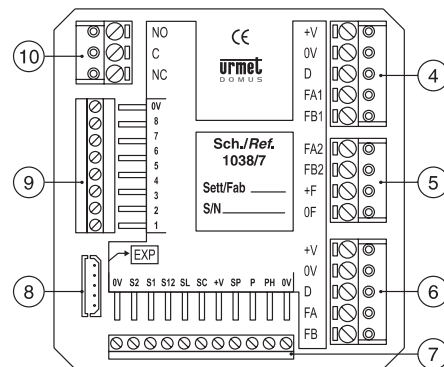 NO
C
NC
CE
urmet
DOMUS
+V
0V
D
FA1
FB1
10
4
0V
8
7
6
5
4
3
2
1
9
Sch./Ref.
1038/7
Sett/Fab
S/N
FA2
FB2
+F
0F
5
EXP
8
+V
0V
D
FA
FB
6
0V S2 S1 S12 SL SC +V SP P PH 0V
7